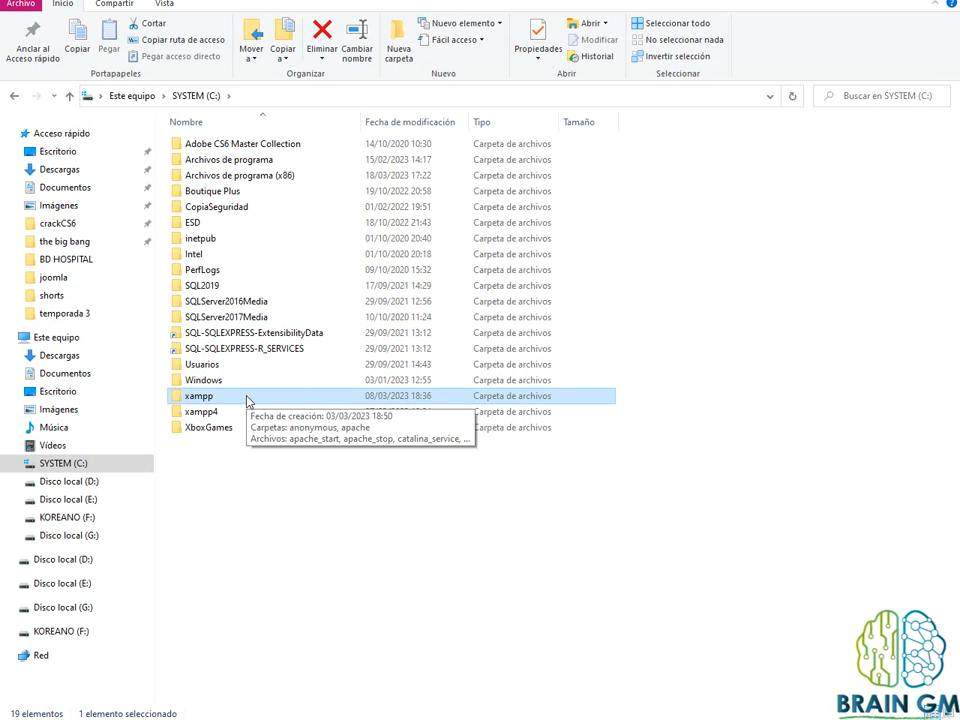 Archivo Inicio Compartir Vista
Anclar al
Acceso rápido
Copiar
Pegar
Cortar
Copiar ruta de acceso
Pegar acceso directo
Portapapeles
Mover
a
Copiar
a
Eliminar
Cambiar
nombre
Organizar
Nueva
carpeta
Nuevo elemento
Fácil acceso
Nuevo
Propiedades
Abrir
Modificar
Historial
Abrir
Seleccionar todo
No seleccionar nada
Invertir selección
Seleccionar
Este equipo > SYSTEM (C:) >
Buscar en SYSTEM (C:)
Acceso rápido
Escritorio
Descargas
Documentos
Imágenes
crackCS6
the big bang
BD HOSPITAL
joomla
shorts
temporada 3
Este equipo
Descargas
Documentos
Escritorio
Imágenes
Música
Vídeos
SYSTEM (C:)
Disco local (D:)
Disco local (E:)
KOREANO (F:)
Disco local (G:)
Disco local (D:)
Disco local (E:)
Disco local (G:)
KOREANO (F:)
Red
Nombre Fecha de modificación Tipo Tamaño
Adobe CS6 Master Collection 14/10/2020 10:30 Carpeta de archivos
Archivos de programa 15/02/2023 14:17 Carpeta de archivos
Archivos de programa (x86) 18/03/2023 17:22 Carpeta de archivos
Boutique Plus 19/10/2022 20:58 Carpeta de archivos
CopiaSeguridad 01/02/2022 19:51 Carpeta de archivos
ESD 18/10/2022 21:43 Carpeta de archivos
inetpub 01/10/2020 20:40 Carpeta de archivos
Intel 01/10/2020 20:18 Carpeta de archivos
PerfLogs 09/10/2020 15:32 Carpeta de archivos
SQL2019 17/09/2021 14:29 Carpeta de archivos
SQLServer2016Media 29/09/2021 12:56 Carpeta de archivos
SQLServer2017Media 10/10/2020 11:24 Carpeta de archivos
SQL-SQLEXPRESS-ExtensibilityData 29/09/2021 13:12 Carpeta de archivos
SQL-SQLEXPRESS-R_SERVICES 29/09/2021 13:12 Carpeta de archivos
Usuarios 29/09/2021 14:43 Carpeta de archivos
Windows 03/01/2023 12:55 Carpeta de archivos
xampp 08/03/2023 18:36 Carpeta de archivos
xampp4 Carpeta de archivos
XboxGames Carpeta de archivos
Fecha de creación: 03/03/2023 18:50
Carpetas: anonymous, apache
Archivos: apache_start, apache_stop, catalina_service, ...
BRAIN GM
19 elementos 1 elemento seleccionado